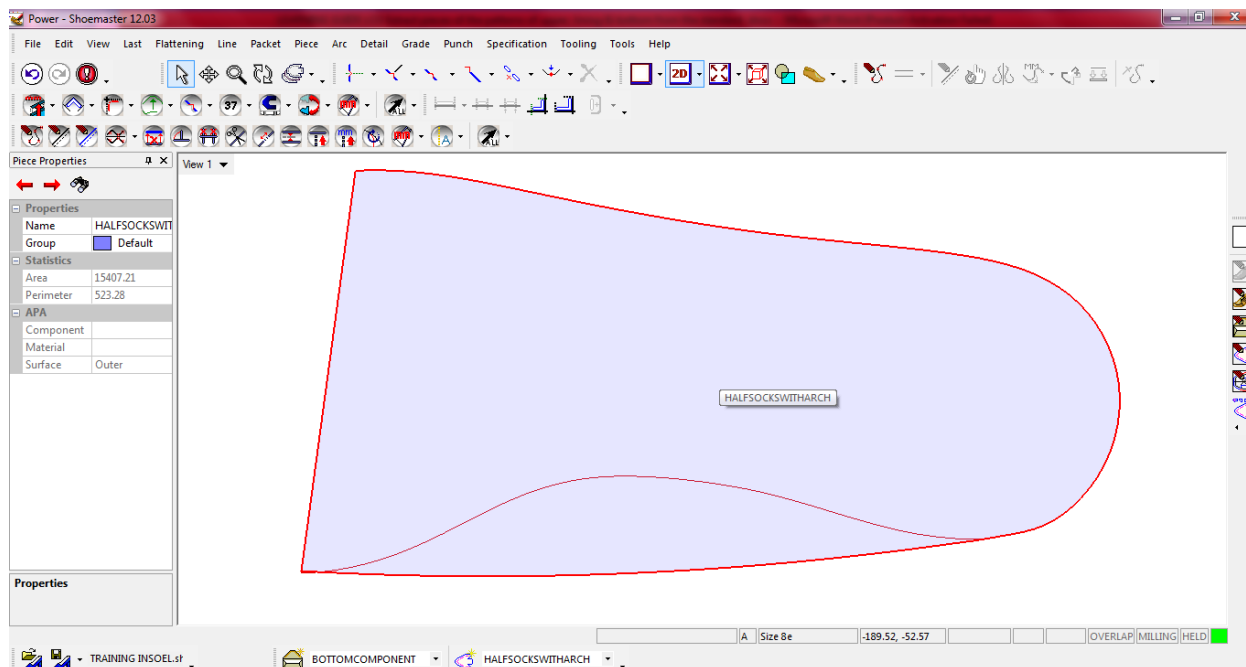 Power - Shoemaster 12.03
File Edit View Last Flattening Line Packet Piece Arc Detail Grade Punch Specification Tooling Tools Help
2D
37
ALL
mm
Piece Properties
View 1
Properties
Name HALFSOCKSWIT
Group Default
Statistics
Area 15407.21
Perimeter 523.28
APA
Component
Material
Surface Outer
HALFSOCKSWITHARCH
Properties
A Size 8e -189.52, -52.57 OVERLAP MILLING HELD
TRAINING INSOEL.sh BOTTOMCOMPONENT HALFSOCKSWITHARCH